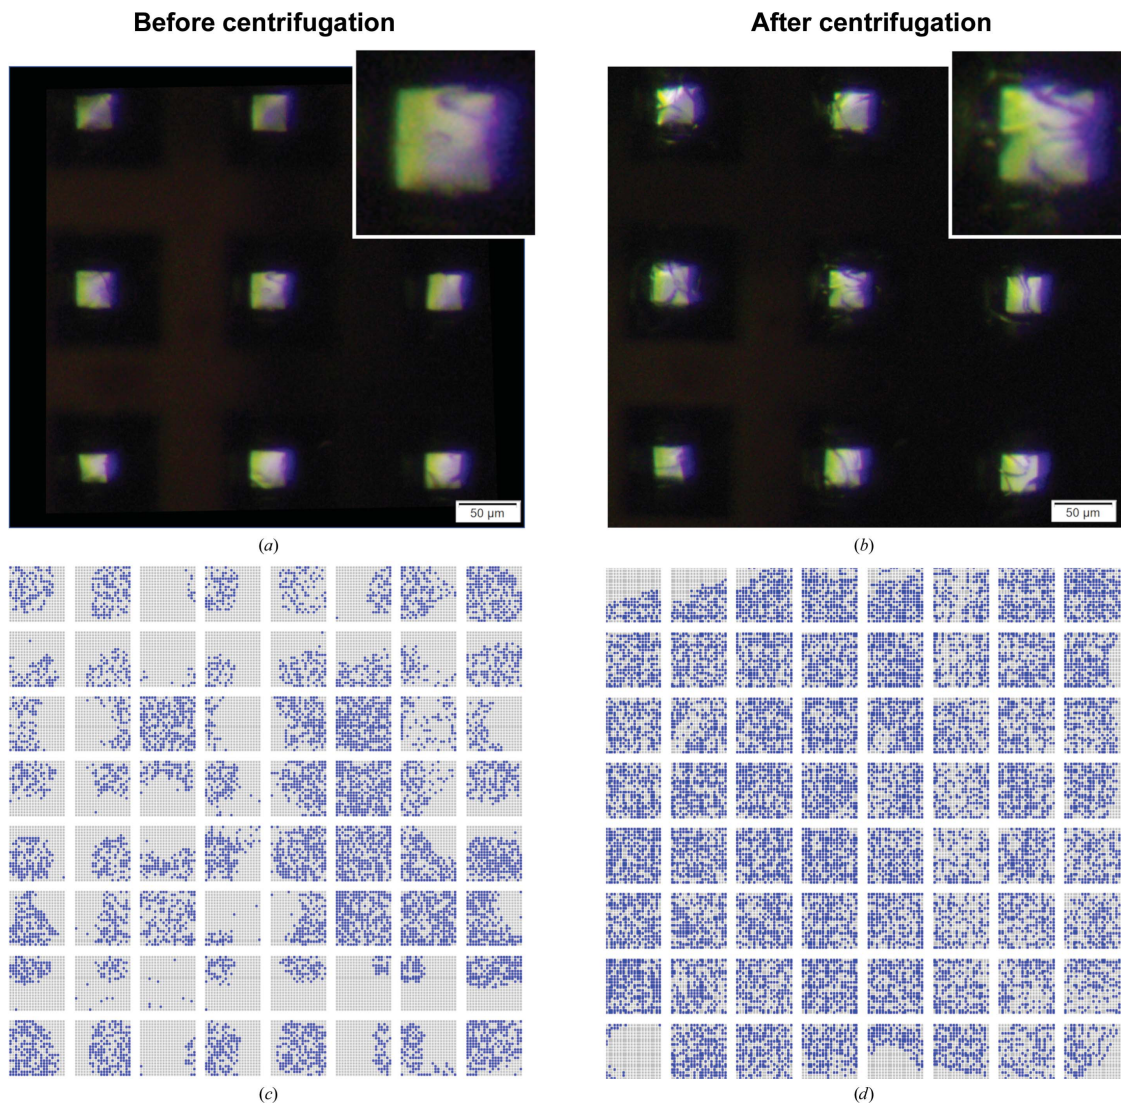 Before centrifugation
After centrifugation
50 µm
50 µm
(a)
(b)
(c)
(d)